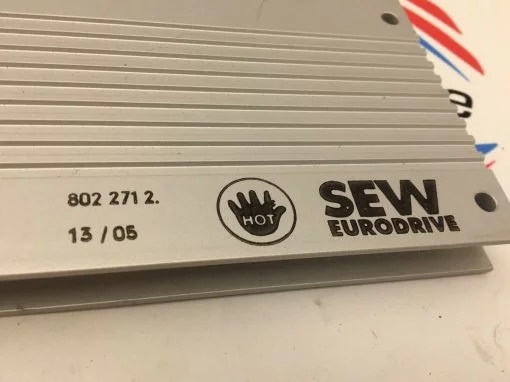 802 271 2.
13 / 05
HOT
SEW
EURODRIVE